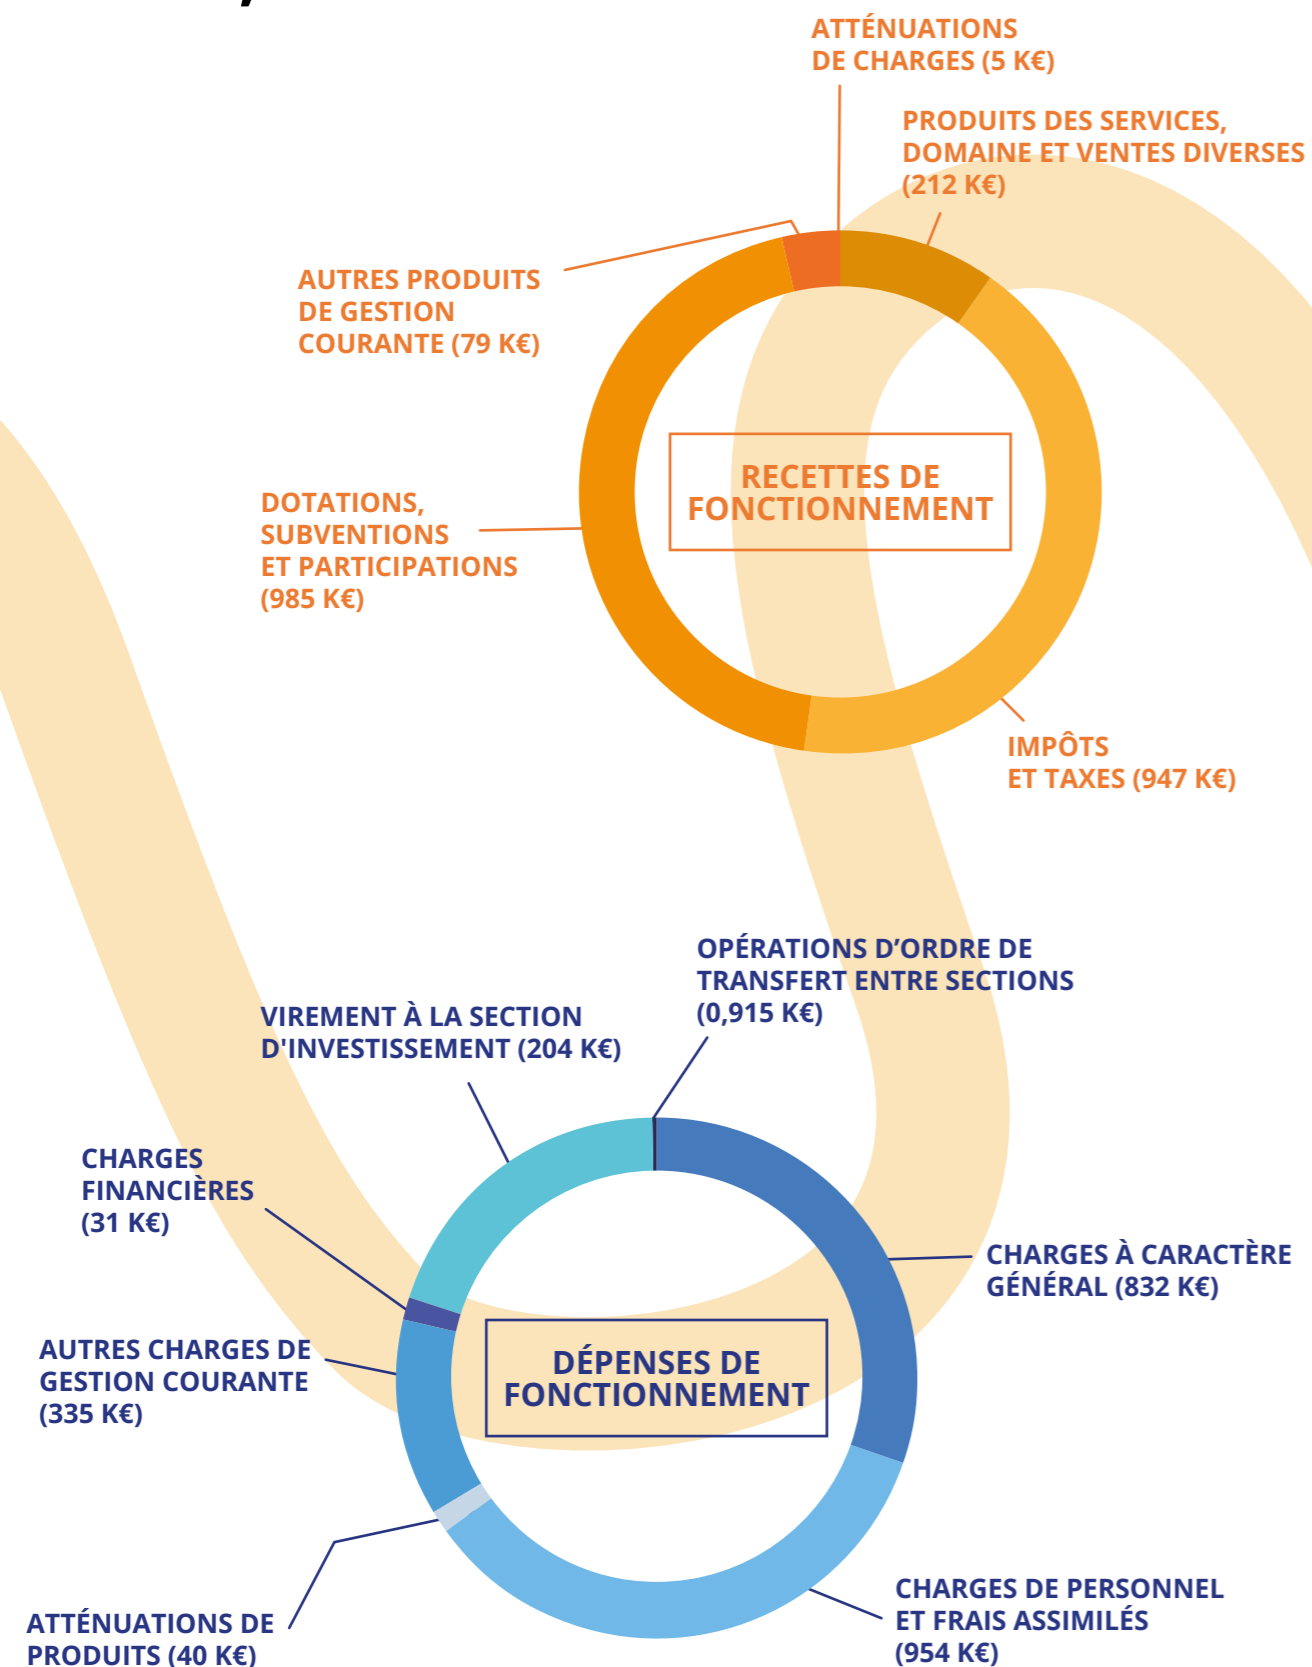 ATTÉNUATIONS
DE CHARGES (5 K€)
PRODUITS DES SERVICES,
DOMAINE ET VENTES DIVERSES
(212 K€)
AUTRES PRODUITS
DE GESTION
COURANTE (79 K€)
RECETTES DE
FONCTIONNEMENT
DOTATIONS,
SUBVENTIONS
ET PARTICIPATIONS
(985 K€)
IMPÔTS
ET TAXES (947 K€)
OPÉRATIONS D’ORDRE DE
TRANSFERT ENTRE SECTIONS
(0,915 K€)
VIREMENT À LA SECTION
D'INVESTISSEMENT (204 K€)
CHARGES
FINANCIÈRES
(31 K€)
CHARGES À CARACTÈRE
GÉNÉRAL (832 K€)
AUTRES CHARGES DE
GESTION COURANTE
(335 K€)
DÉPENSES DE
FONCTIONNEMENT
CHARGES DE PERSONNEL
ET FRAIS ASSIMILÉS
(954 K€)
ATTÉNUATIONS DE
PRODUITS (40 K€)